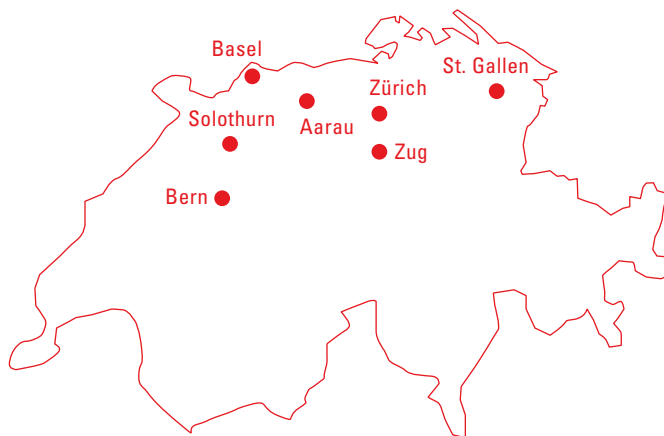 Basel
St. Gallen
Zürich
Solothurn
Aarau
Zug
Bern